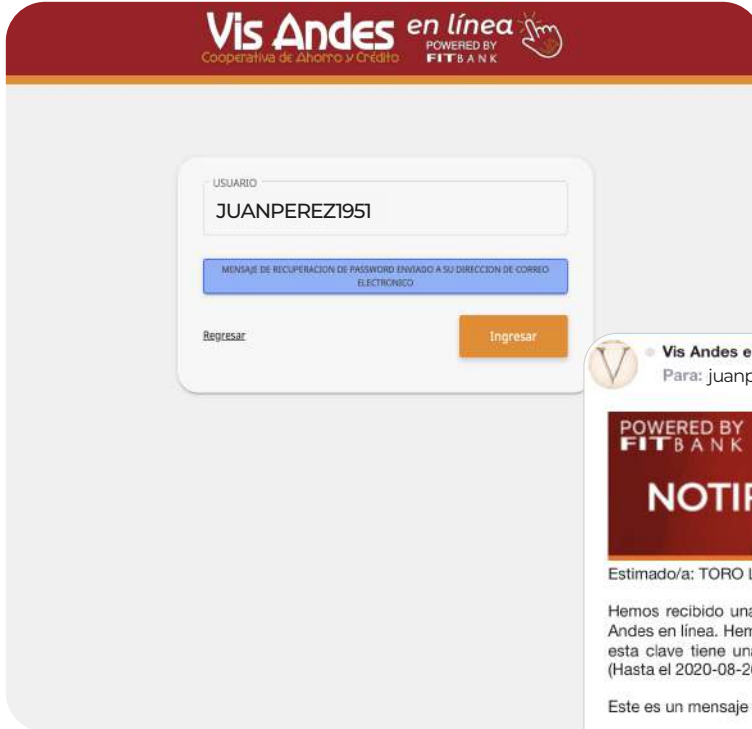 Vis Andes en línea
Cooperativa de Ahorro y Crédito POWERED BY
FITBANK
USUARIO
JUANPEREZ1951
MENSAJE DE RECUPERACION DE PASSWORD ENVIADO A SU DIRECCION DE CORREO
ELECTRONICO
Regresar
Ingresar
Vis Andes e
Para: juanp
POWERED BY
FITBANK
NOTIF
Estimado/a: TORO L
Hemos recibido una
Andes en línea. Hem
esta clave tiene una
(Hasta el 2020-08-20
Este es un mensaje